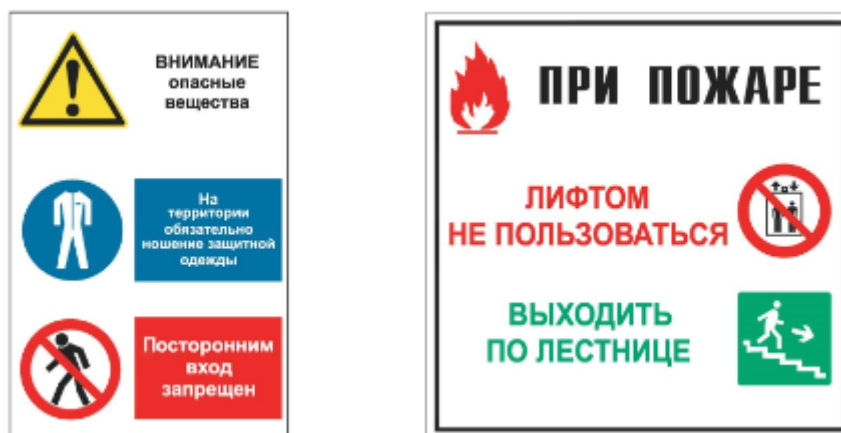 ВНИМАНИЕ
опасные
вещества
На
территории
обязательно
ношение защитной
одежды
Посторонним
вход
запрещен
ПРИ ПОЖАРЕ
ЛИФТОМ
НЕ ПОЛЬЗОВАТЬСЯ
ВЫХОДИТЬ
ПО ЛЕСТНИЦЕ